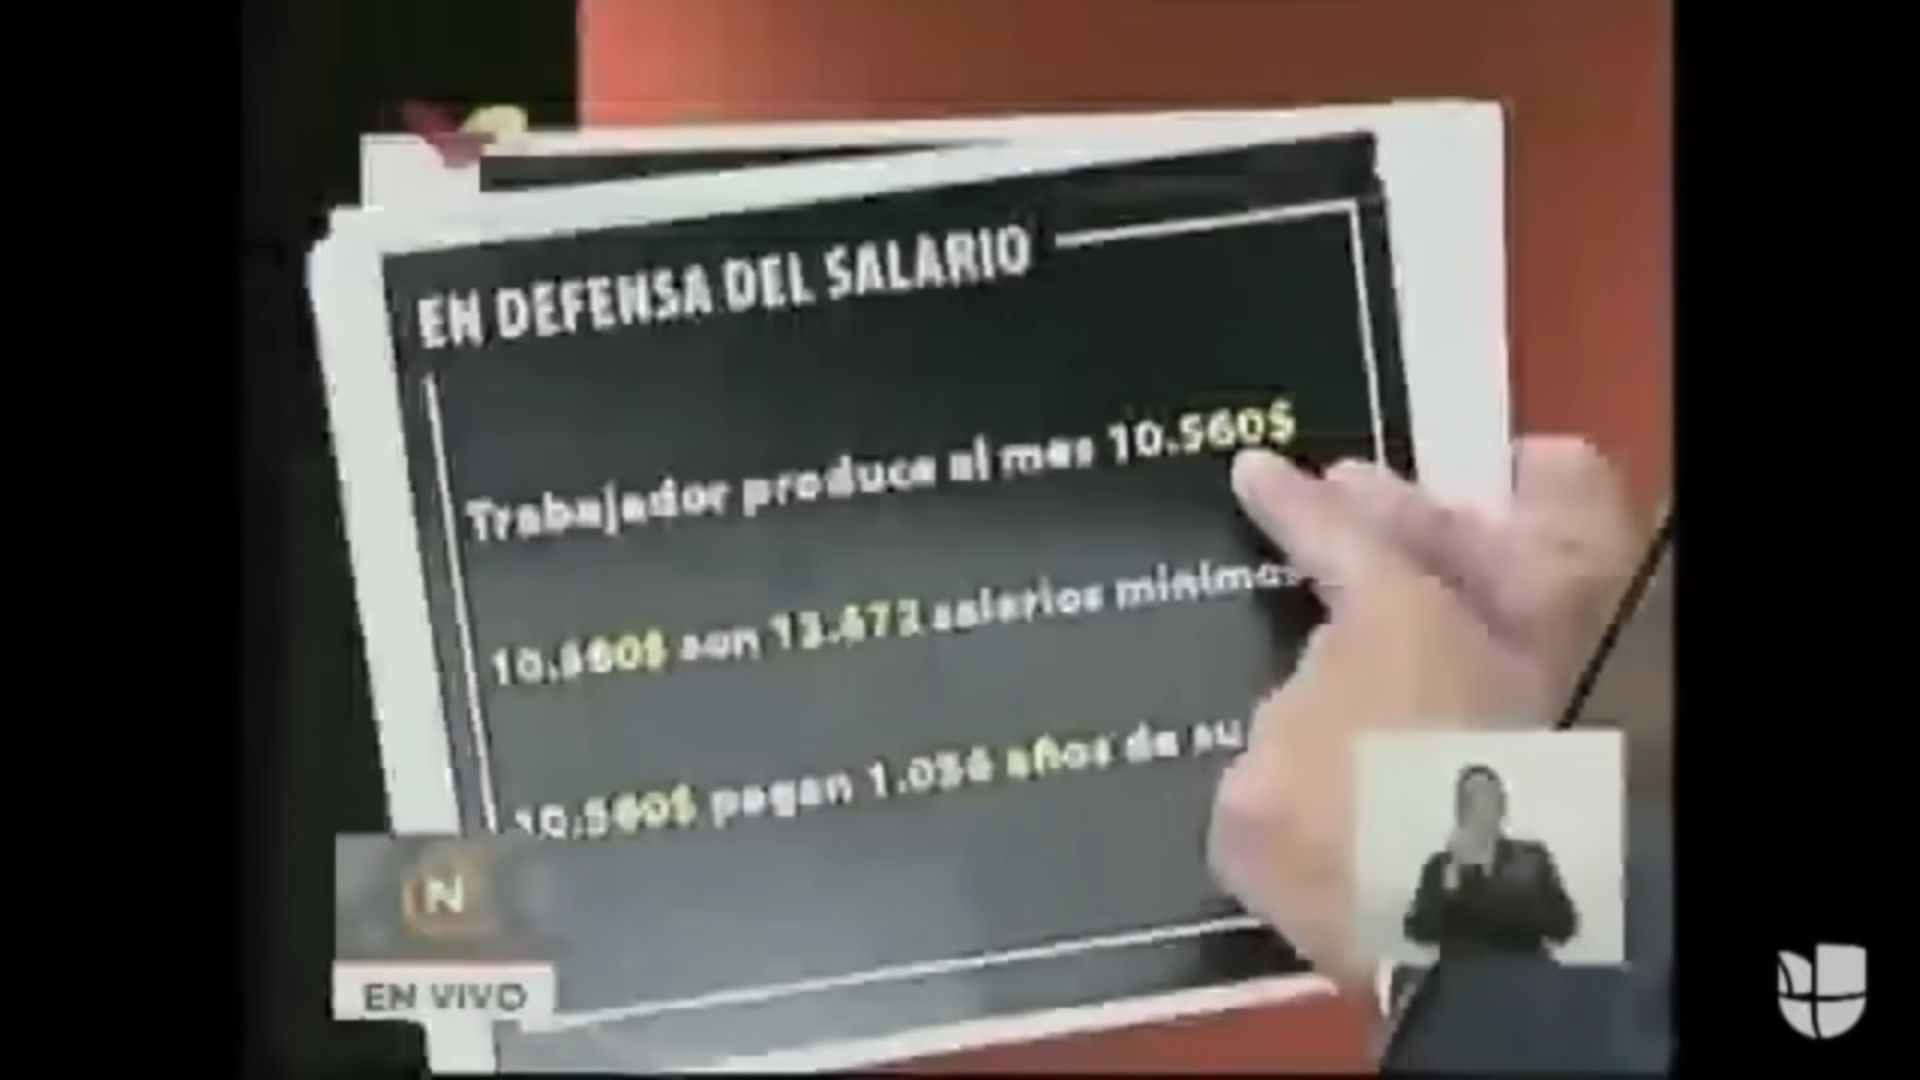 EN DEFENSA DEL SALARIO
Trabajador produce al mes 10.560$
10.560$ son 13.473 salarios mínimos
10.560$ pagan 1.056 años de su
N
EN VIVO